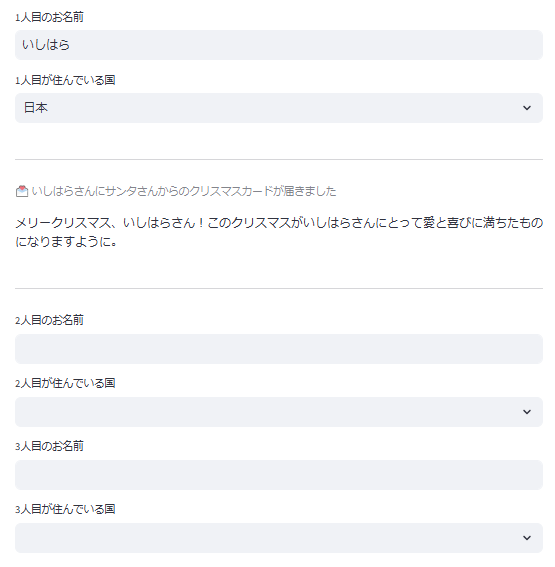 1人目のお名前
いしはら
1人目が住んでいる国
日本
いしはらさんにサンタさんからのクリスマスカードが届きました
メリークリスマス、いしはらさん！このクリスマスがいしはらさんにとって愛と喜びに満ちたもの
になりますように。
2人目のお名前
2人目が住んでいる国
3人目のお名前
3人目が住んでいる国